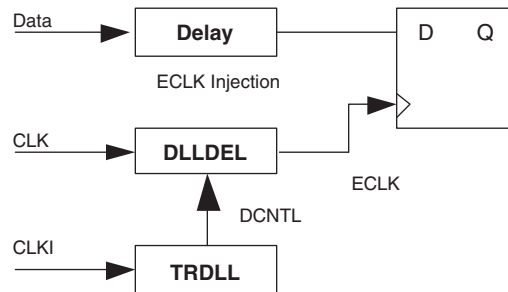 Data
Delay
D Q
ECLK Injection
CLK
DLLDEL
ECLK
DCNTL
CLKI
TRDLL